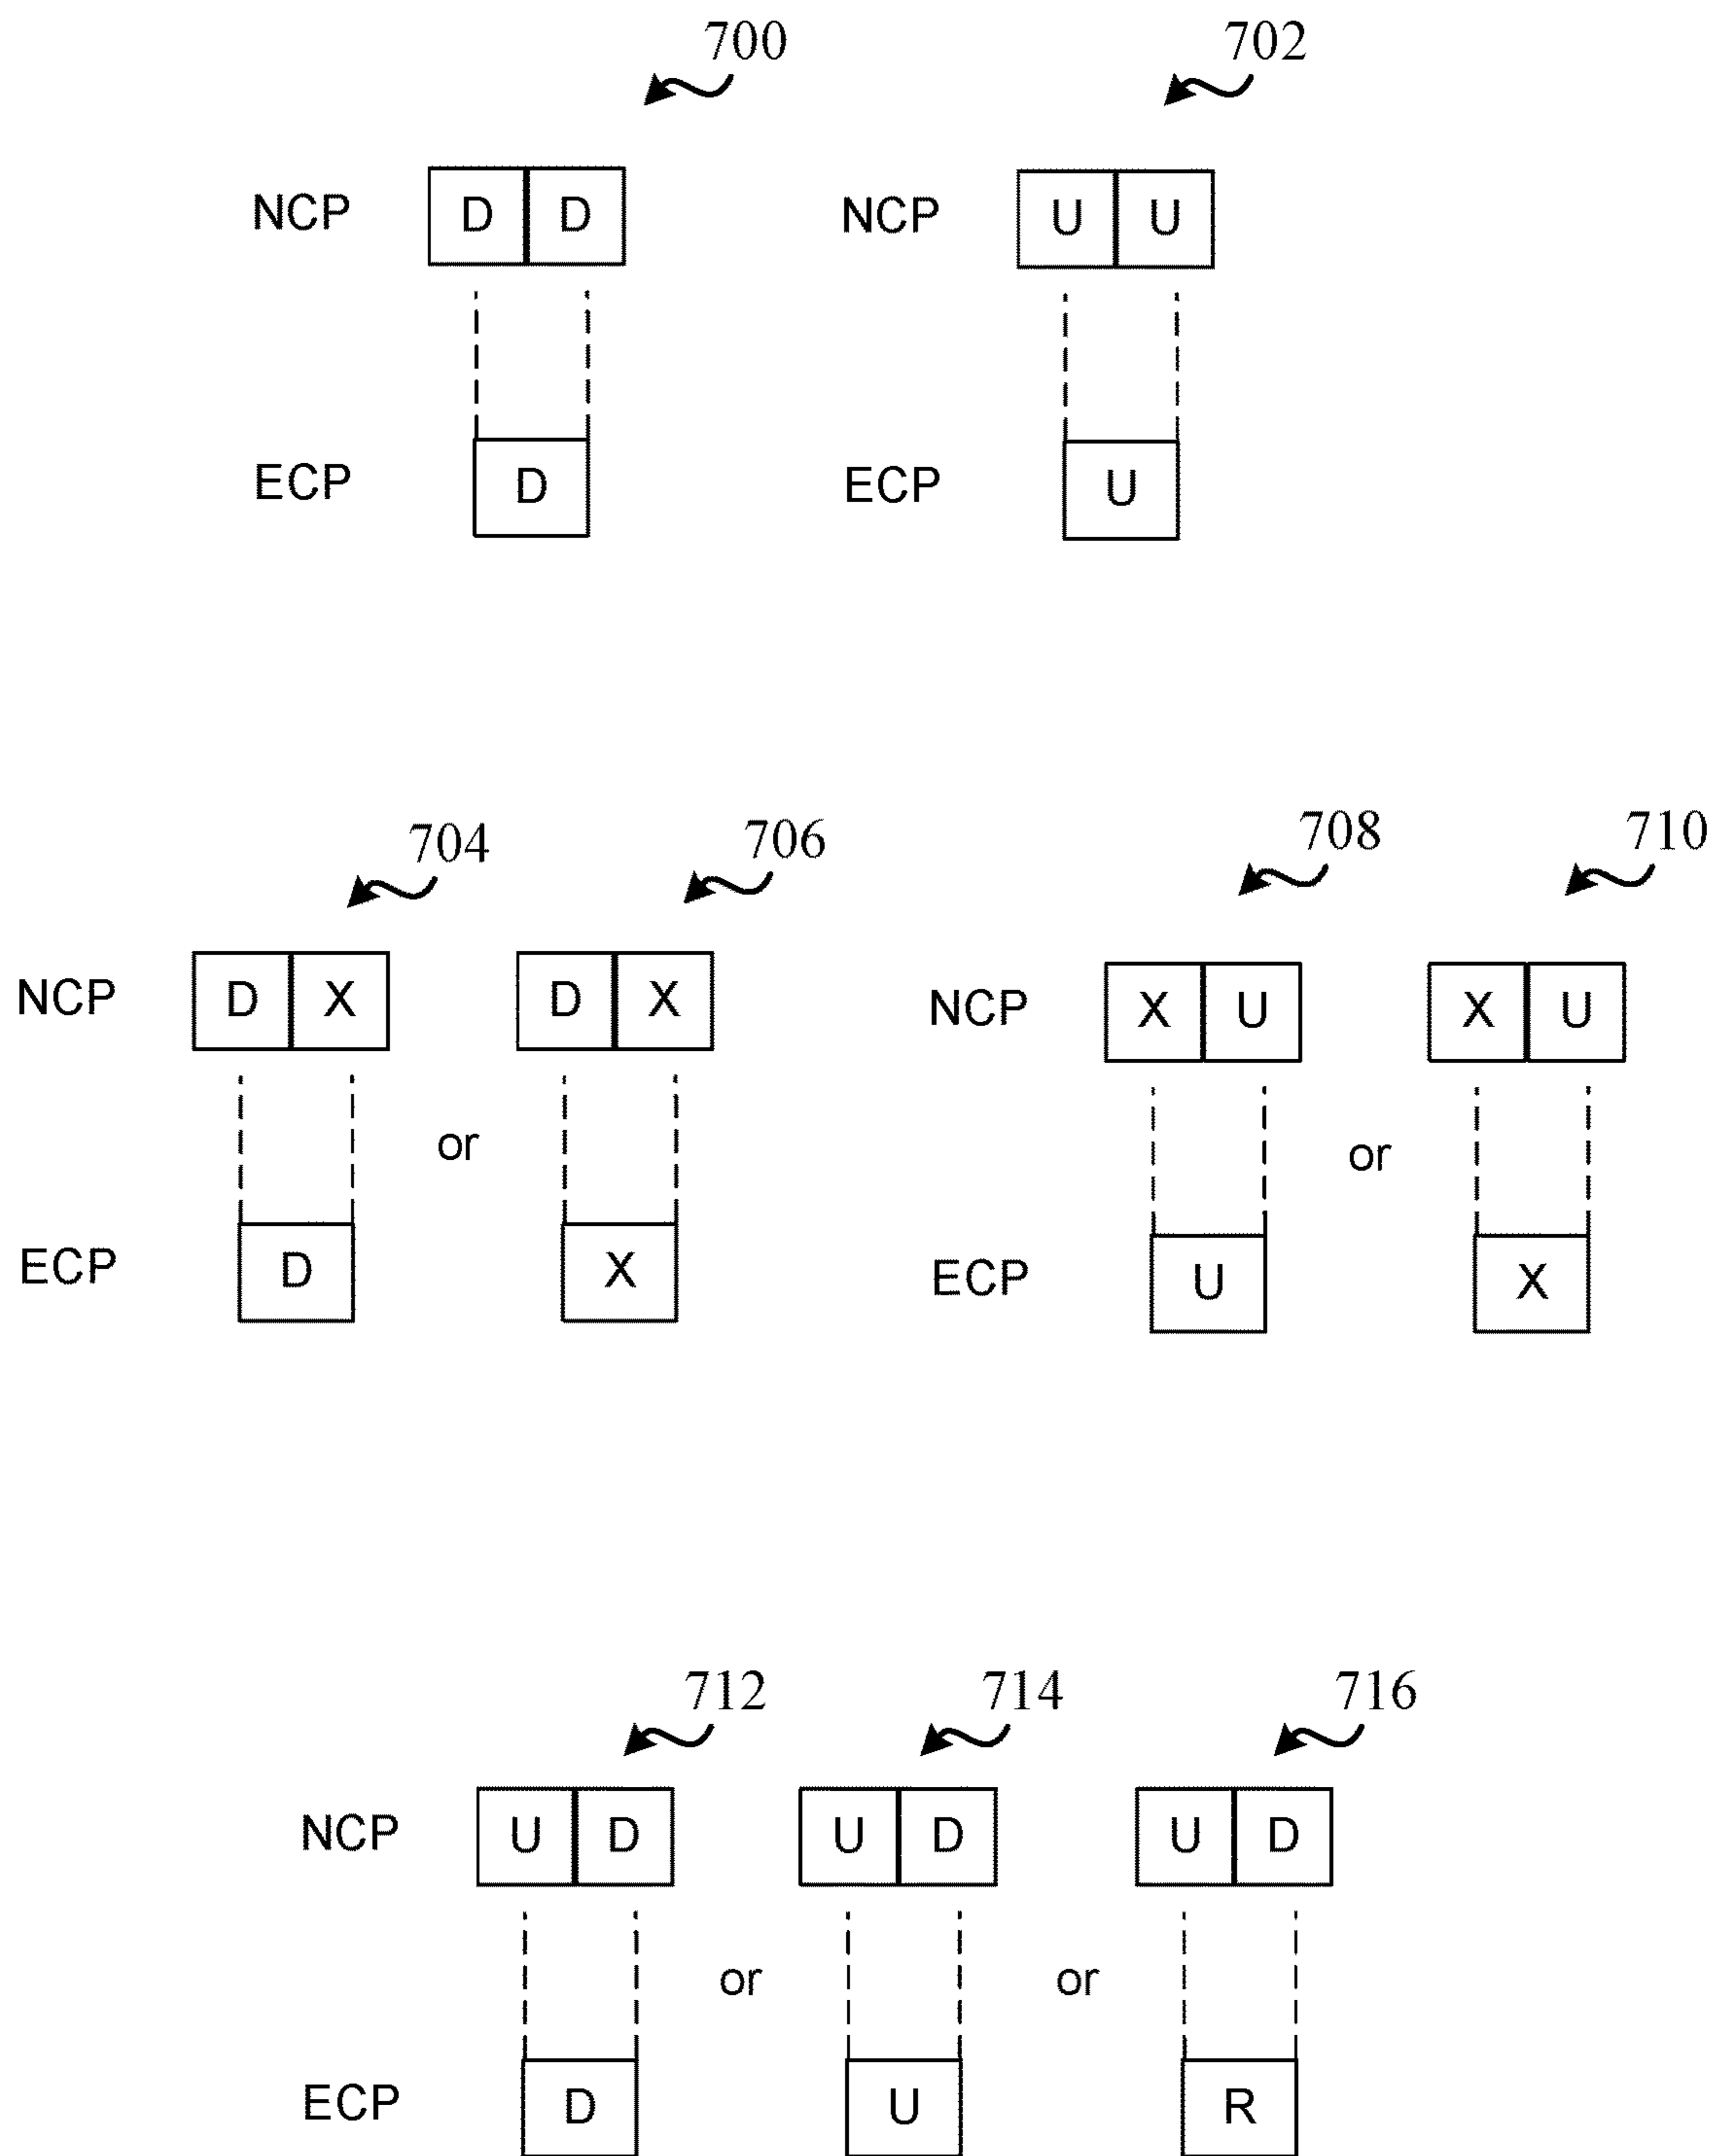 700 702
NCP D D NCP U U
ECP D ECP U
704 706 708 710
NCP D X D X NCP X U X U
or or
ECP D X ECP U X
712 714 716
NCP U D U D U D
or or
ECP D U R